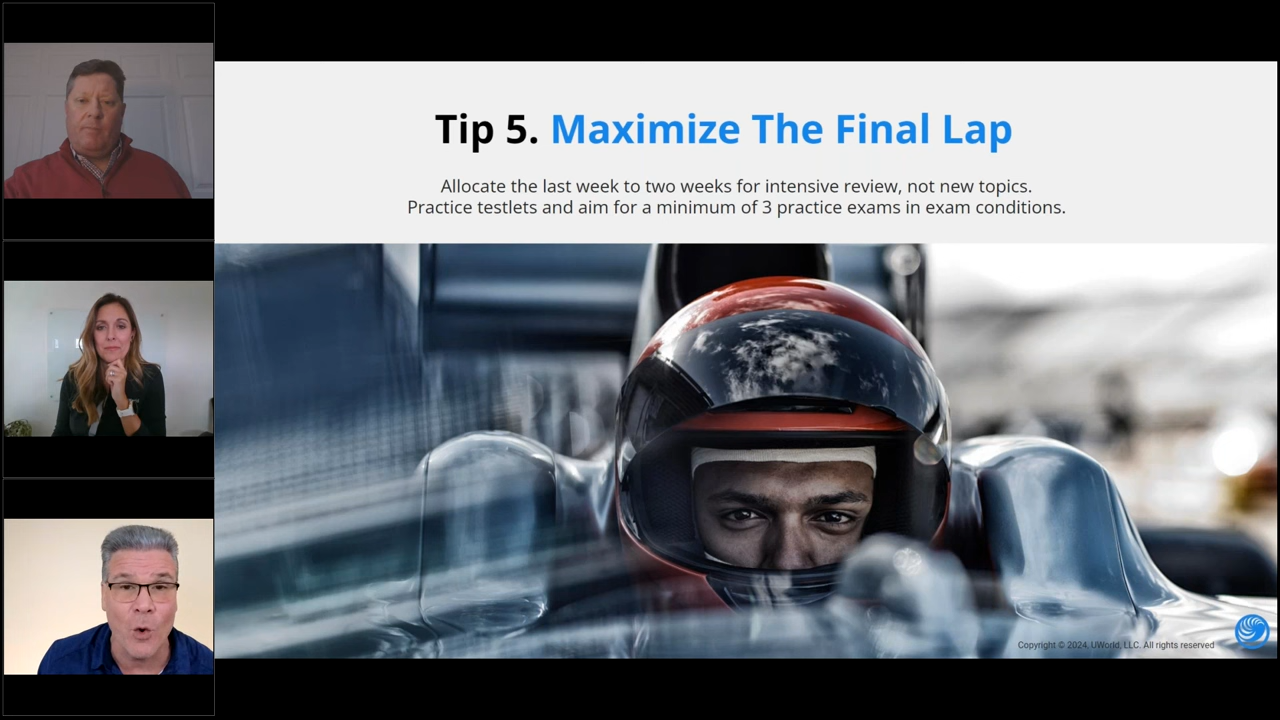 Tip 5. Maximize The Final Lap
Allocate the last week to two weeks for intensive review, not new topics.
Practice testlets and aim for a minimum of 3 practice exams in exam conditions.
Copyright © 2024, UWorld, LLC. All rights reserved